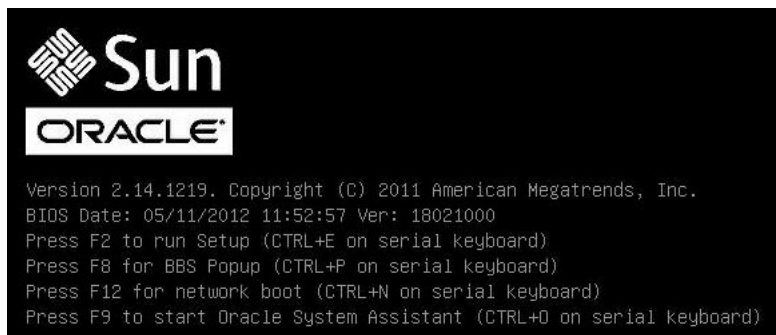 Sun
ORACLE
Version 2.14.1219. Copyright (C) 2011 American Megatrends, Inc.
BIOS Date: 05/11/2012 11:52:57 Ver: 18021000
Press F2 to run Setup (CTRL+E on serial keyboard)
Press F8 for BBS Popup (CTRL+P on serial keyboard)
Press F12 for network boot (CTRL+N on serial keyboard)
Press F9 to start Oracle System Assistant (CTRL+O on serial keyboard)